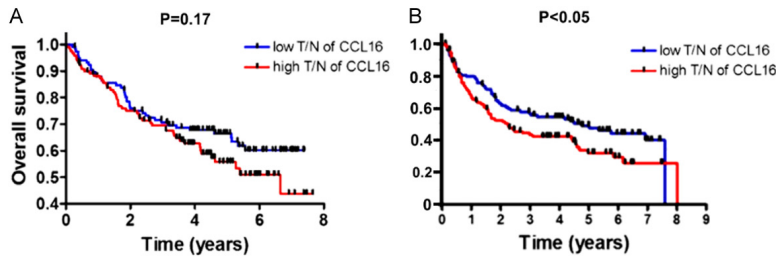 A
P=0.17
low T/N of CCL16
high T/N of CCL16
Overall survival
1.0
0.9
0.8
0.7
0.6
0.5
0.4
0 2 4 6 8
Time (years)
B
P<0.05
low T/N of CCL16
high T/N of CCL16
1.0
0.8
0.6
0.4
0.2
0
0 1 2 3 4 5 6 7 8 9
Time (years)